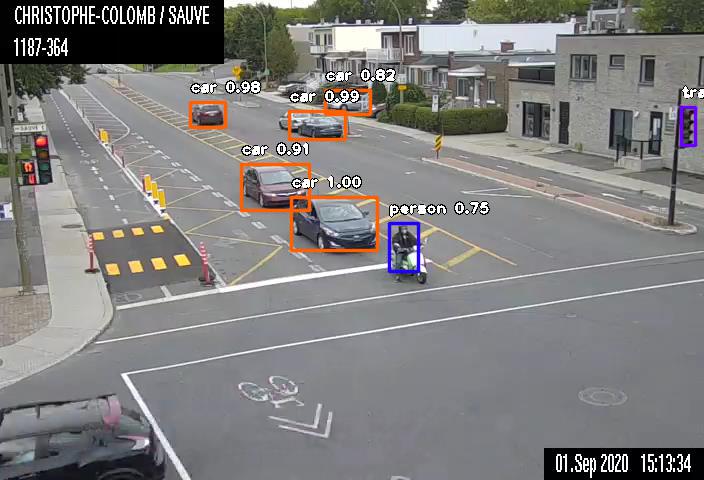 CHRISTOPHE-COLOMB / SAUVE
1187-364
car 0.98
car 0.82
car 0.99
car 0.91
car 1.00
person 0.75
tra
SAUVÉ
01.Sep 2020 15:13:34